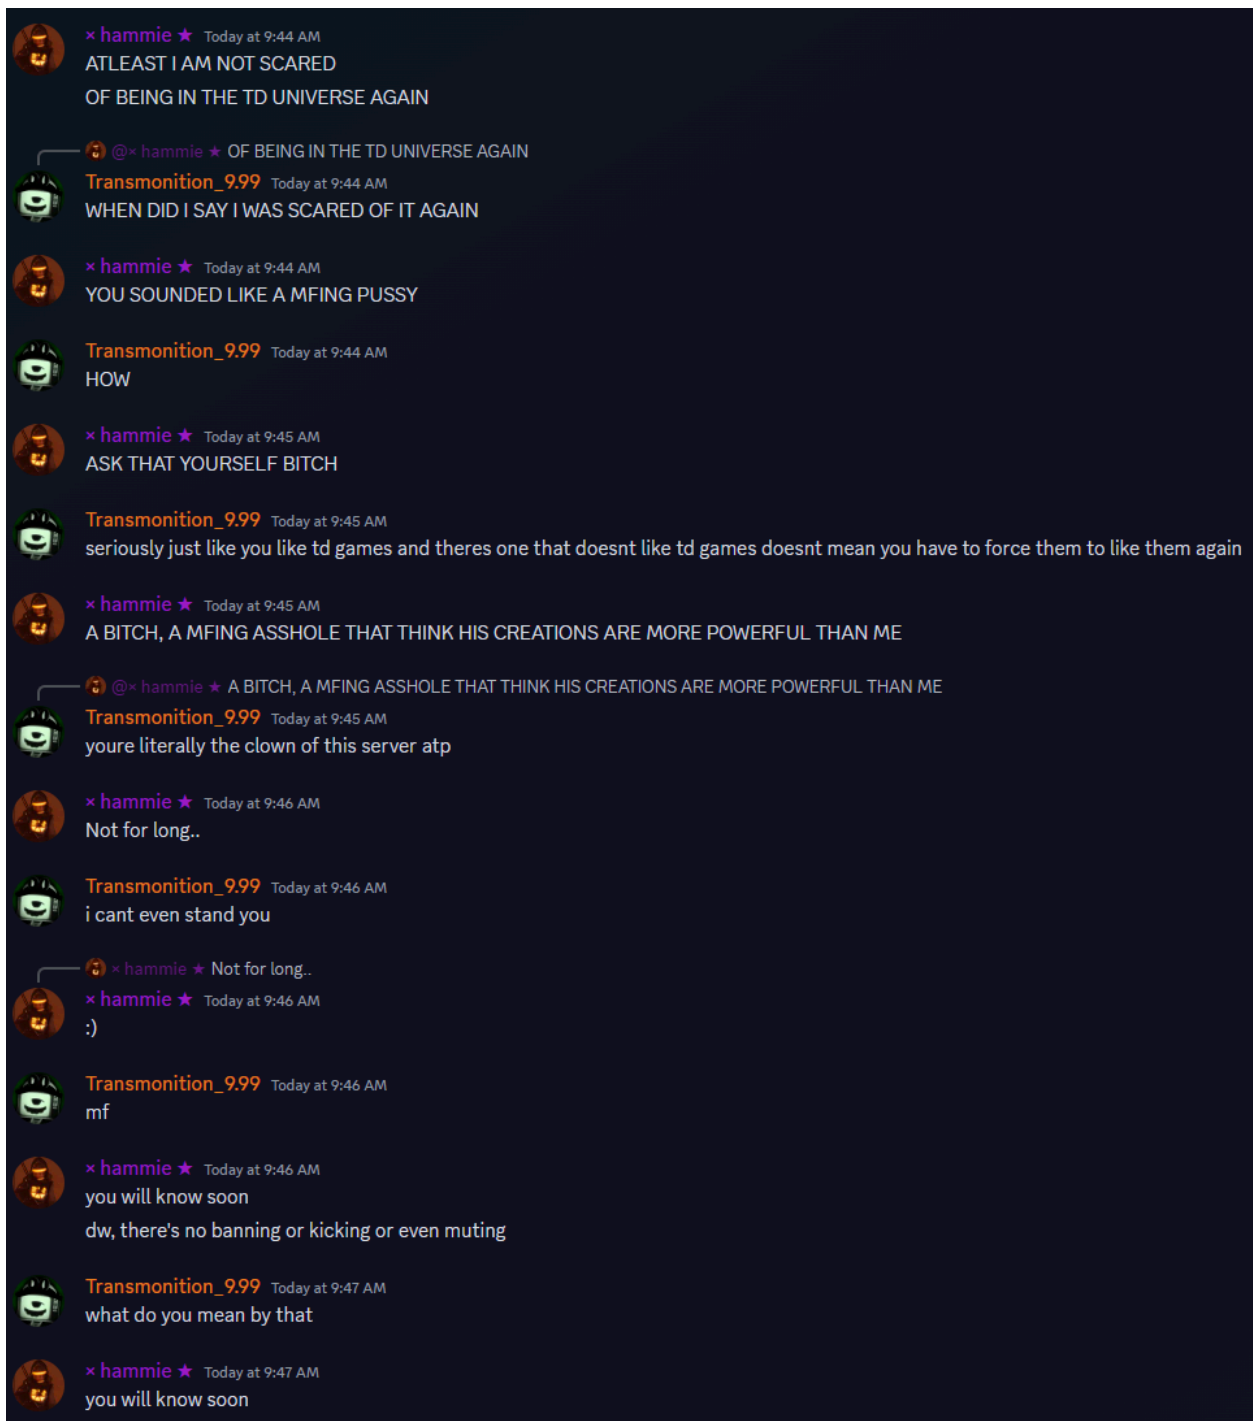 × hammie ★ Today at 9:44 AM
ATLEAST I AM NOT SCARED
OF BEING IN THE TD UNIVERSE AGAIN
@× hammie ★ OF BEING IN THE TD UNIVERSE AGAIN
Transmonition_9.99 Today at 9:44 AM
WHEN DID I SAY I WAS SCARED OF IT AGAIN
× hammie ★ Today at 9:44 AM
YOU SOUNDED LIKE A MFING PUSSY
Transmonition_9.99 Today at 9:44 AM
HOW
× hammie ★ Today at 9:45 AM
ASK THAT YOURSELF BITCH
Transmonition_9.99 Today at 9:45 AM
seriously just like you like td games and theres one that doesnt like td games doesnt mean you have to force them to like them again
× hammie ★ Today at 9:45 AM
A BITCH, A MFING ASSHOLE THAT THINK HIS CREATIONS ARE MORE POWERFUL THAN ME
@× hammie ★ A BITCH, A MFING ASSHOLE THAT THINK HIS CREATIONS ARE MORE POWERFUL THAN ME
Transmonition_9.99 Today at 9:45 AM
youre literally the clown of this server atp
× hammie ★ Today at 9:46 AM
Not for long..
Transmonition_9.99 Today at 9:46 AM
i cant even stand you
× hammie ★ Not for long..
× hammie ★ Today at 9:46 AM
:)
Transmonition_9.99 Today at 9:46 AM
mf
× hammie ★ Today at 9:46 AM
you will know soon
dw, there's no banning or kicking or even muting
Transmonition_9.99 Today at 9:47 AM
what do you mean by that
× hammie ★ Today at 9:47 AM
you will know soon